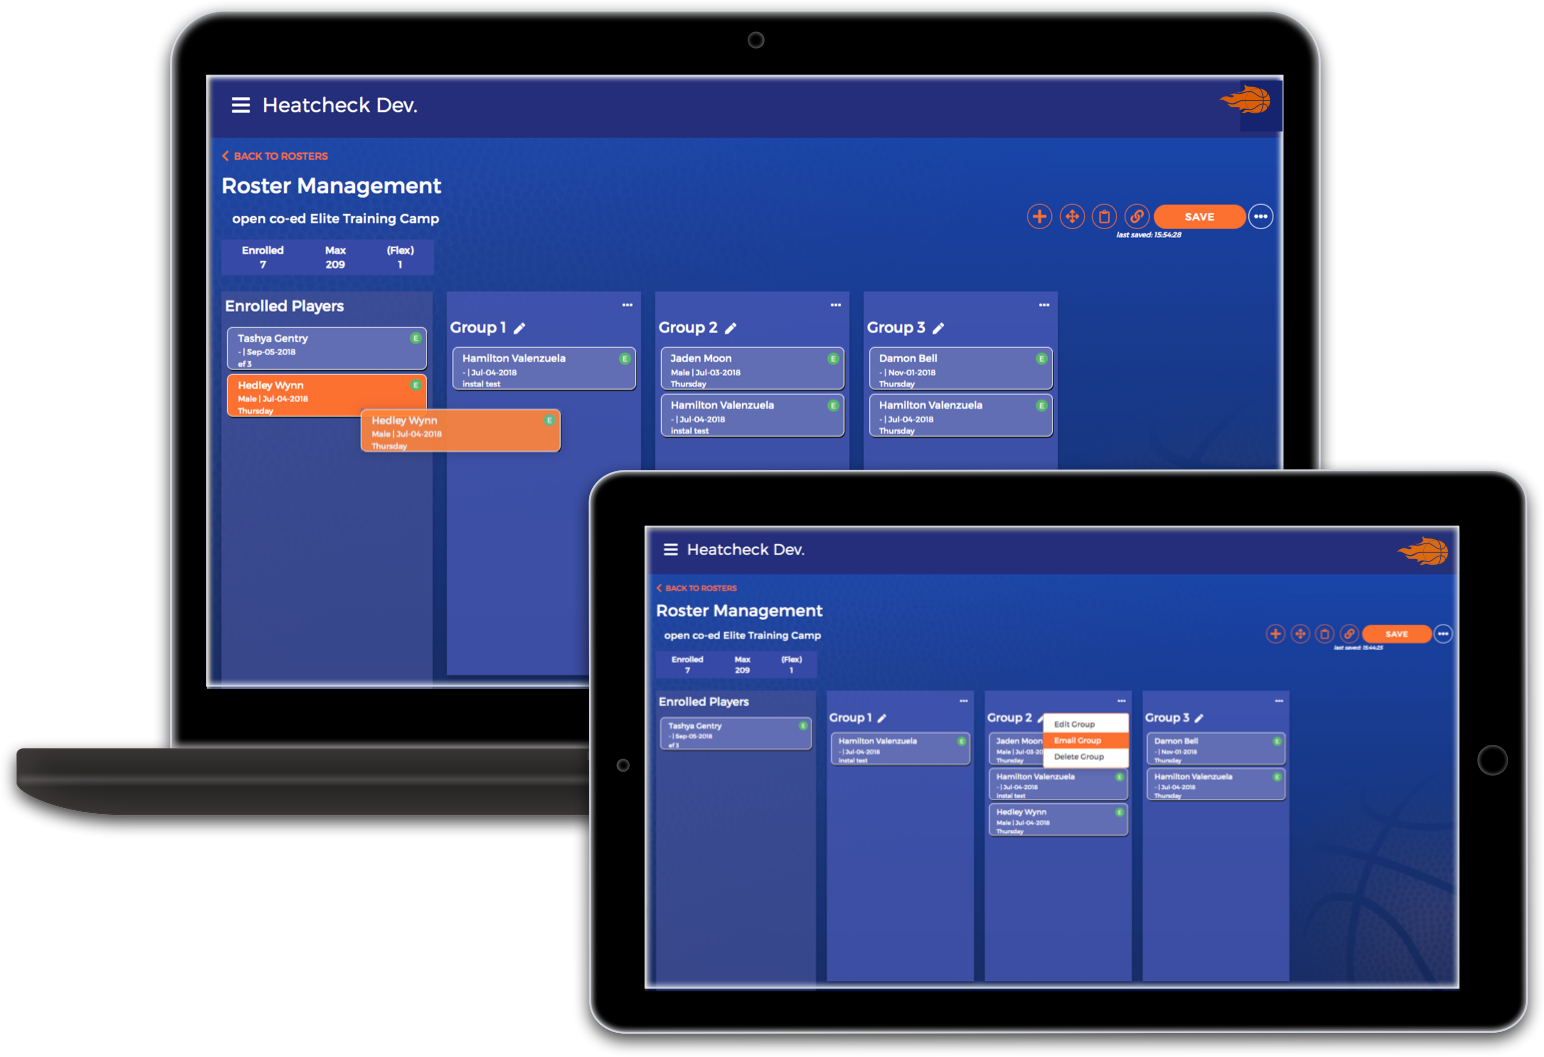 Heatcheck Dev.
BACK TO ROSTERS
Roster Management
open co-ed Elite Training Camp
SAVE
last saved: 15:54:28
Enrolled Max (Flex)
7 209 1
Enrolled Players
Tashya Gentry E
- | Sep-05-2018
ef 3
Hedley Wynn E
Male | Jul-04-2018
Thursday
Hedley Wynn E
Male | Jul-04-2018
Thursday
Group 1
Hamilton Valenzuela E
- | Jul-04-2018
instal test
Group 2
Jaden Moon E
Male | Jul-03-2018
Thursday
Hamilton Valenzuela E
- | Jul-04-2018
instal test
Group 3
Damon Bell E
- | Nov-01-2018
Thursday
Hamilton Valenzuela E
- | Jul-04-2018
Thursday
Heatcheck Dev.
BACK TO ROSTERS
Roster Management
open co-ed Elite Training Camp
SAVE
last saved: 15:44:23
Enrolled Max (Flex)
7 209 1
Enrolled Players
Tashya Gentry E
- | Sep-05-2018
ef 3
Group 1
Hamilton Valenzuela E
- | Jul-04-2018
instal test
Group 2
Edit Group
Email Group
Delete Group
Jaden Moon
Male | Jul-03-20
Thursday
Hamilton Valenzuela E
- | Jul-04-2018
instal test
Hedley Wynn E
Male | Jul-04-2018
Thursday
Group 3
Damon Bell E
- | Nov-01-2018
Thursday
Hamilton Valenzuela E
- | Jul-04-2018
Thursday